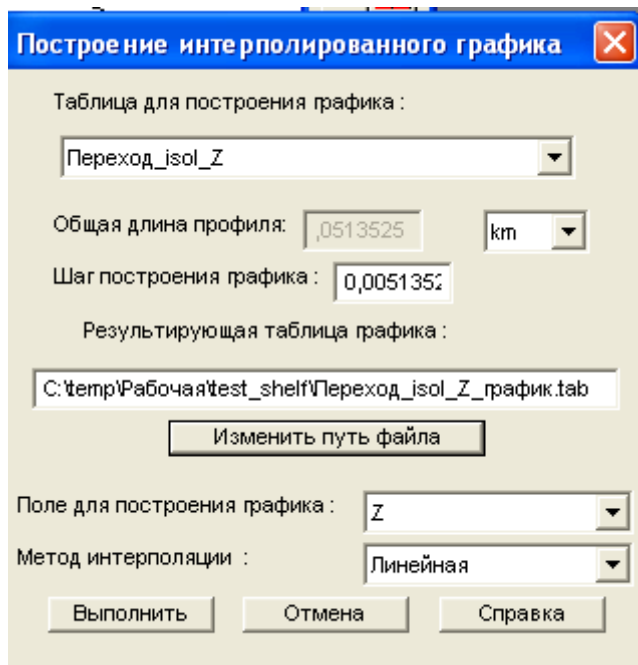 Построение интерполированного графика
Таблица для построения графика :
Переход_isol_Z
Общая длина профиля: ,0513525 km
Шаг построения графика : 0,0051352
Результирующая таблица графика :
C:\temp\Рабочая\test_shelf\Переход_isol_Z_график.tab
Изменить путь файла
Поле для построения графика : Z
Метод интерполяции : Линейная
Выполнить Отмена Справка